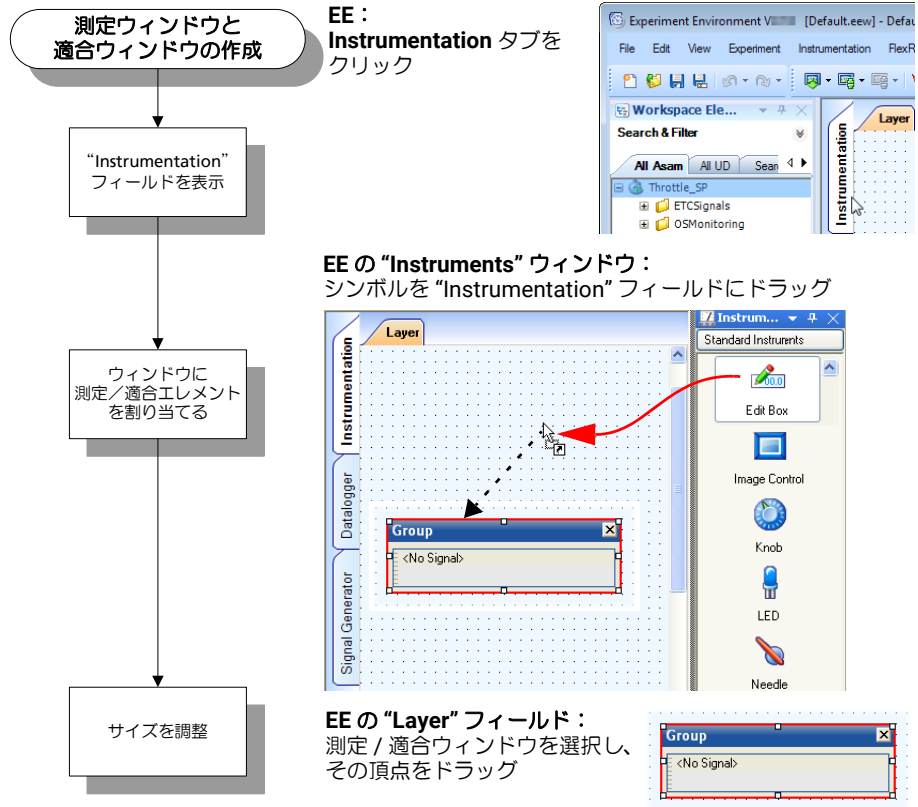 測定ウィンドウと
適合ウィンドウの作成
EE：
Instrumentation タブを
クリック
Experiment Environment V [Default.eew] - Defau
File Edit View Experiment Instrumentation FlexR
Workspace Ele...
Search & Filter
All Asam All UD Sear
Throttle_SP
ETCSignals
OSMonitoring
Instrumentation
Layer
“Instrumentation”
フィールドを表示
EE の “Instruments” ウィンドウ：
シンボルを “Instrumentation” フィールドにドラッグ
Instrumentation
Datalogger
Signal Generator
Layer
Group
<No Signal>
Instrum...
Standard Instruments
00.0
Edit Box
Image Control
Knob
LED
Needle
ウィンドウに
測定／適合エレメント
を割り当てる
サイズを調整
EE の “Layer” フィールド：
測定 / 適合ウィンドウを選択し、
その頂点をドラッグ
Group
<No Signal>